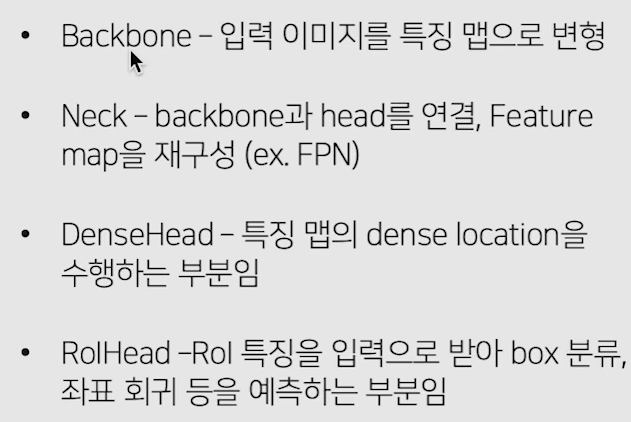 • Backbone – 입력 이미지를 특징 맵으로 변형
• Neck – backbone과 head를 연결, Feature
map을 재구성 (ex. FPN)
• DenseHead – 특징 맵의 dense location을
수행하는 부분임
• RoIHead –RoI 특징을 입력으로 받아 box 분류,
좌표 회귀 등을 예측하는 부분임